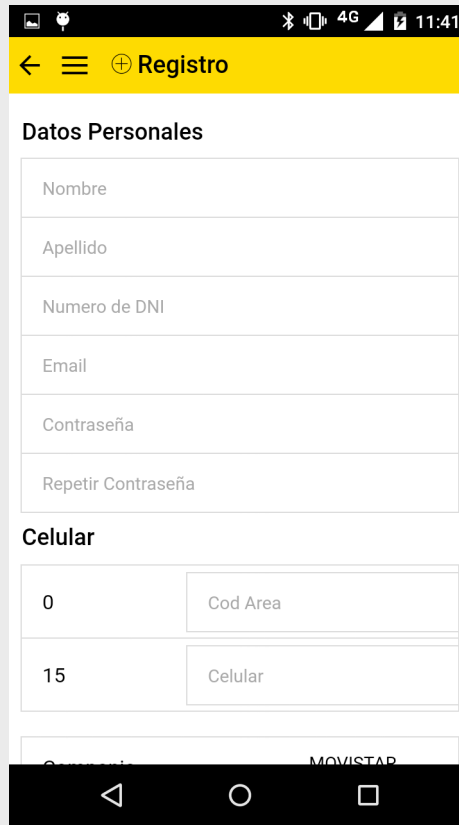 4G 11:41
Registro
Datos Personales
Nombre
Apellido
Numero de DNI
Email
Contraseña
Repetir Contraseña
Celular
0 Cod Area
15 Celular
MOVISTAR